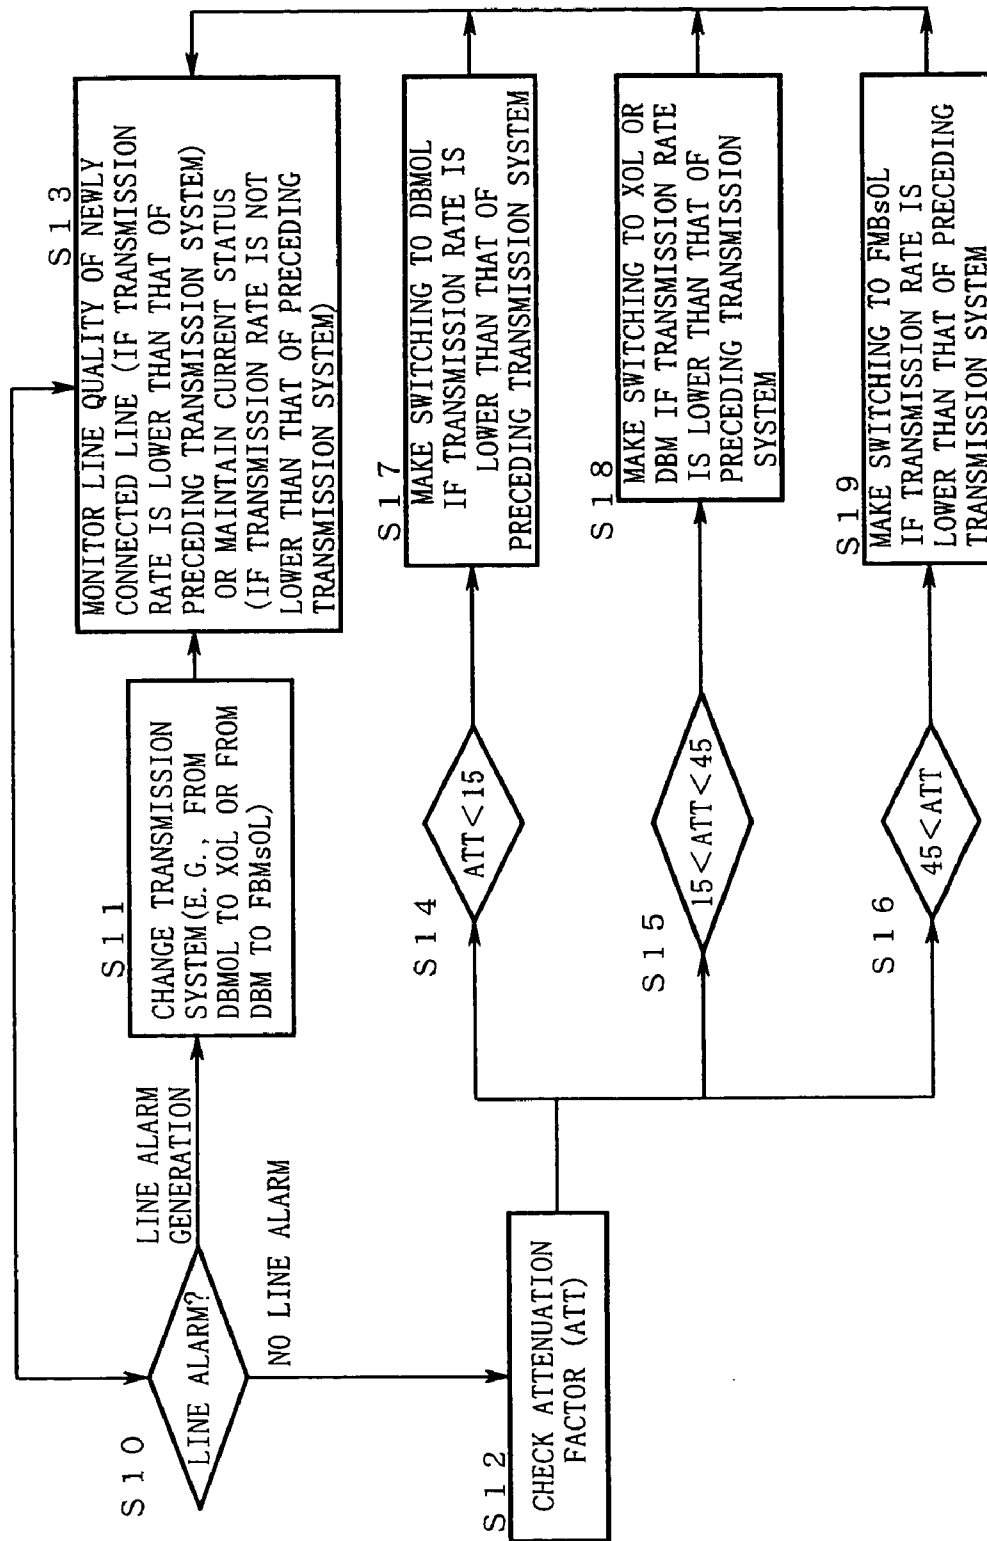 S10
LINE ALARM?
LINE ALARM
GENERATION
NO LINE ALARM
S11
CHANGE TRANSMISSION
SYSTEM(E.G., FROM
DBMOL TO XOL OR FROM
DBM TO FBMsOL)
S13
MONITOR LINE QUALITY OF NEWLY
CONNECTED LINE (IF TRANSMISSION
RATE IS LOWER THAN THAT OF
PRECEDING TRANSMISSION SYSTEM)
OR MAINTAIN CURRENT STATUS
(IF TRANSMISSION RATE IS NOT
LOWER THAN THAT OF PRECEDING
TRANSMISSION SYSTEM)
S12
CHECK ATTENUATION
FACTOR (ATT)
S14
ATT<15
S17
MAKE SWITCHING TO DBMOL
IF TRANSMISSION RATE IS
LOWER THAN THAT OF
PRECEDING TRANSMISSION SYSTEM
S15
15<ATT<45
S18
MAKE SWITCHING TO XOL OR
DBM IF TRANSMISSION RATE
IS LOWER THAN THAT OF
PRECEDING TRANSMISSION
SYSTEM
S16
45<ATT
S19
MAKE SWITCHING TO FMBsOL
IF TRANSMISSION RATE IS
LOWER THAN THAT OF PRECEDING
TRANSMISSION SYSTEM